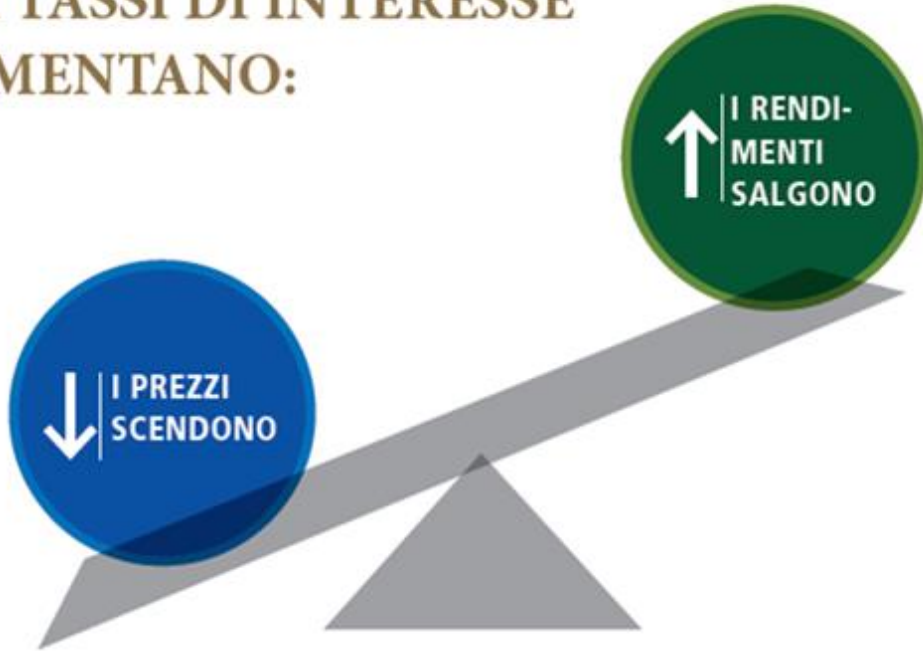 TASSI DI INTERESSE
MENTANO:
I RENDI-
MENTI
SALGONO
I PREZZI
SCENDONO